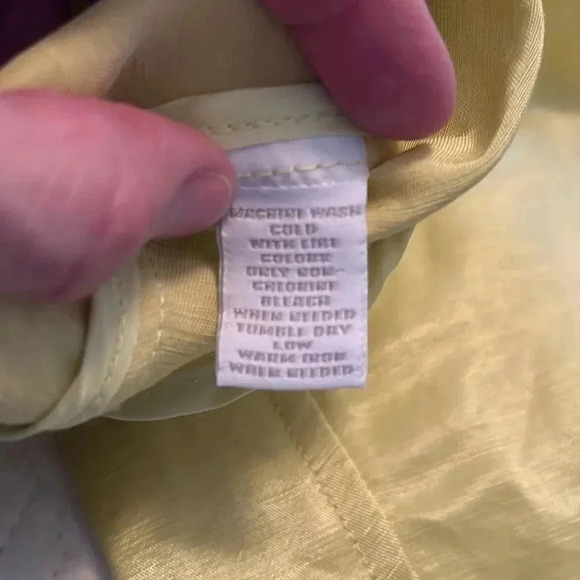 MACHINE WASH
COLD
WITH LIKE
COLORS
ONLY NON-
CHLORINE
BLEACH
WHEN NEEDED
TUMBLE DRY
LOW
WARM IRON
WHEN NEEDED